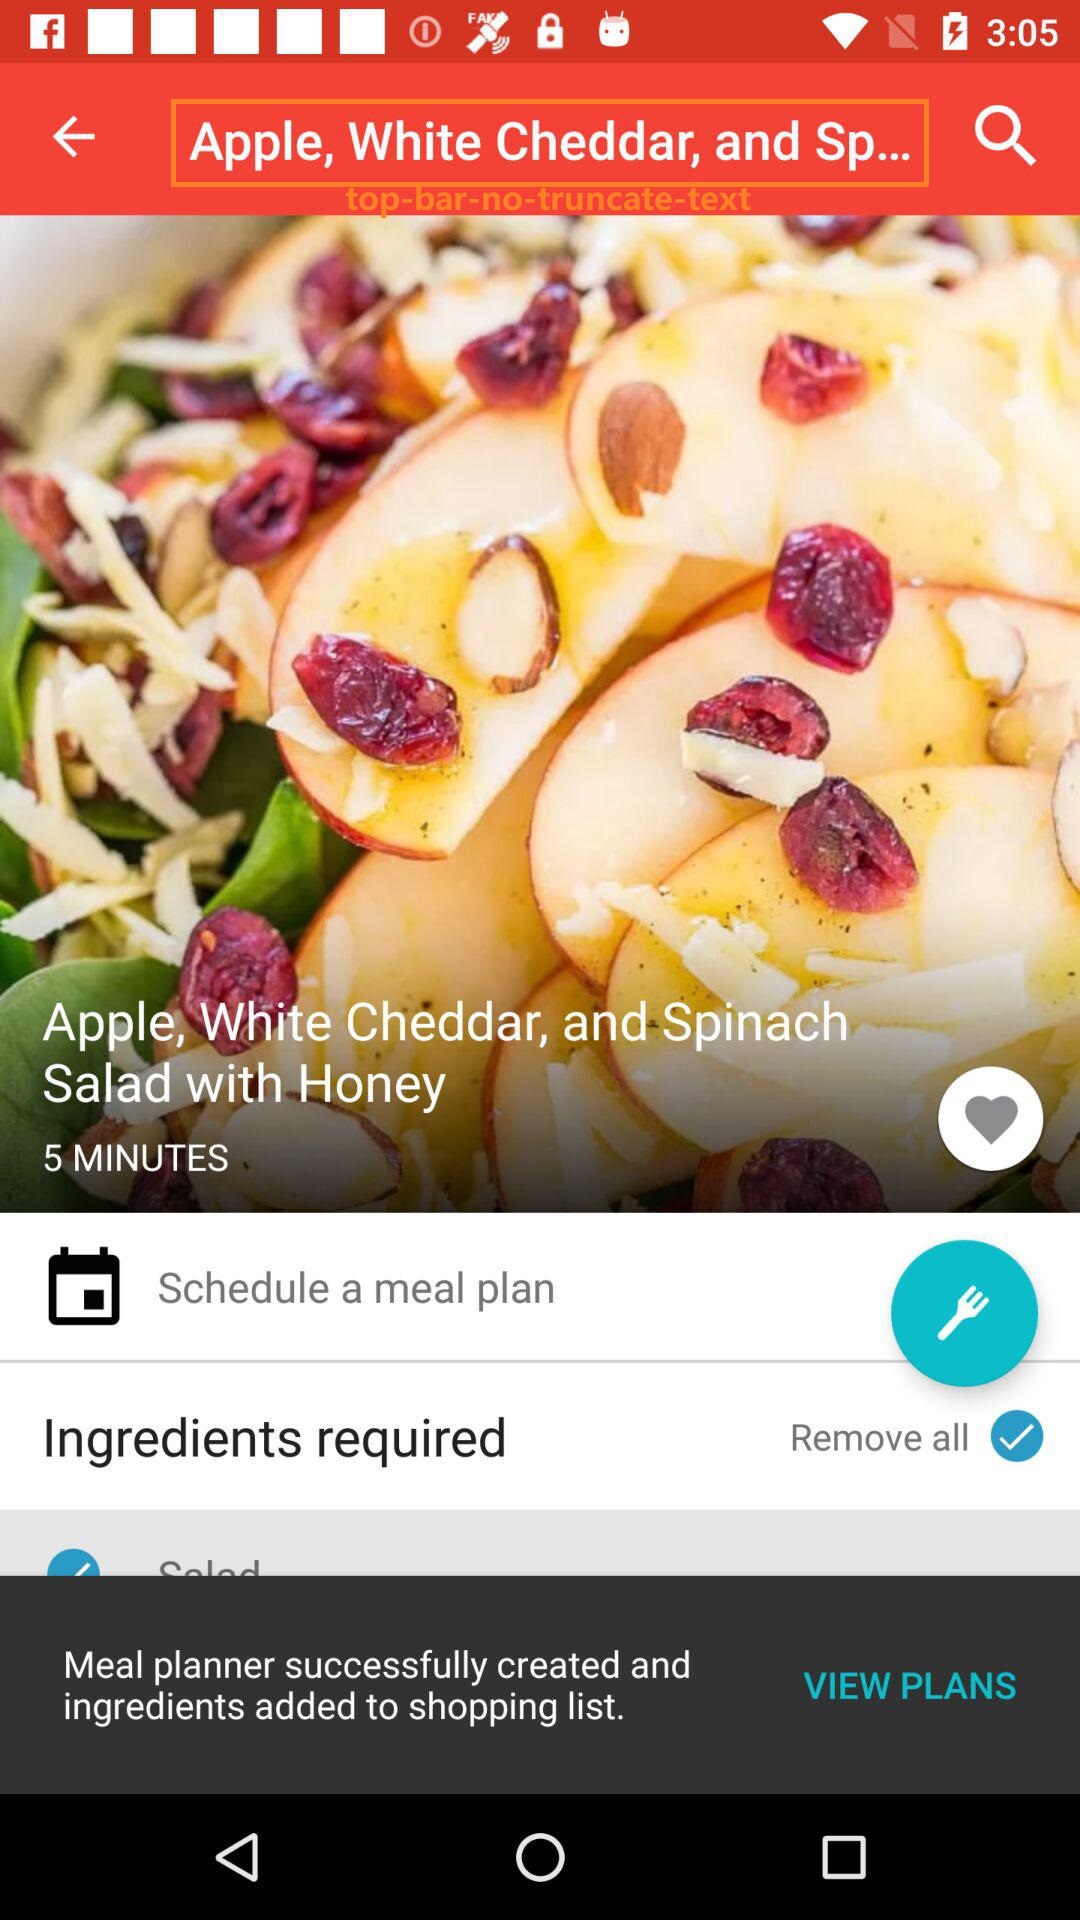 FAKE
3:05
Apple, White Cheddar, and Sp...
top-bar-no-truncate-text
Apple, White Cheddar, and Spinach
Salad with Honey
5 MINUTES
Schedule a meal plan
Ingredients required
Remove all
Salad
Meal planner successfully created and
ingredients added to shopping list.
VIEW PLANS